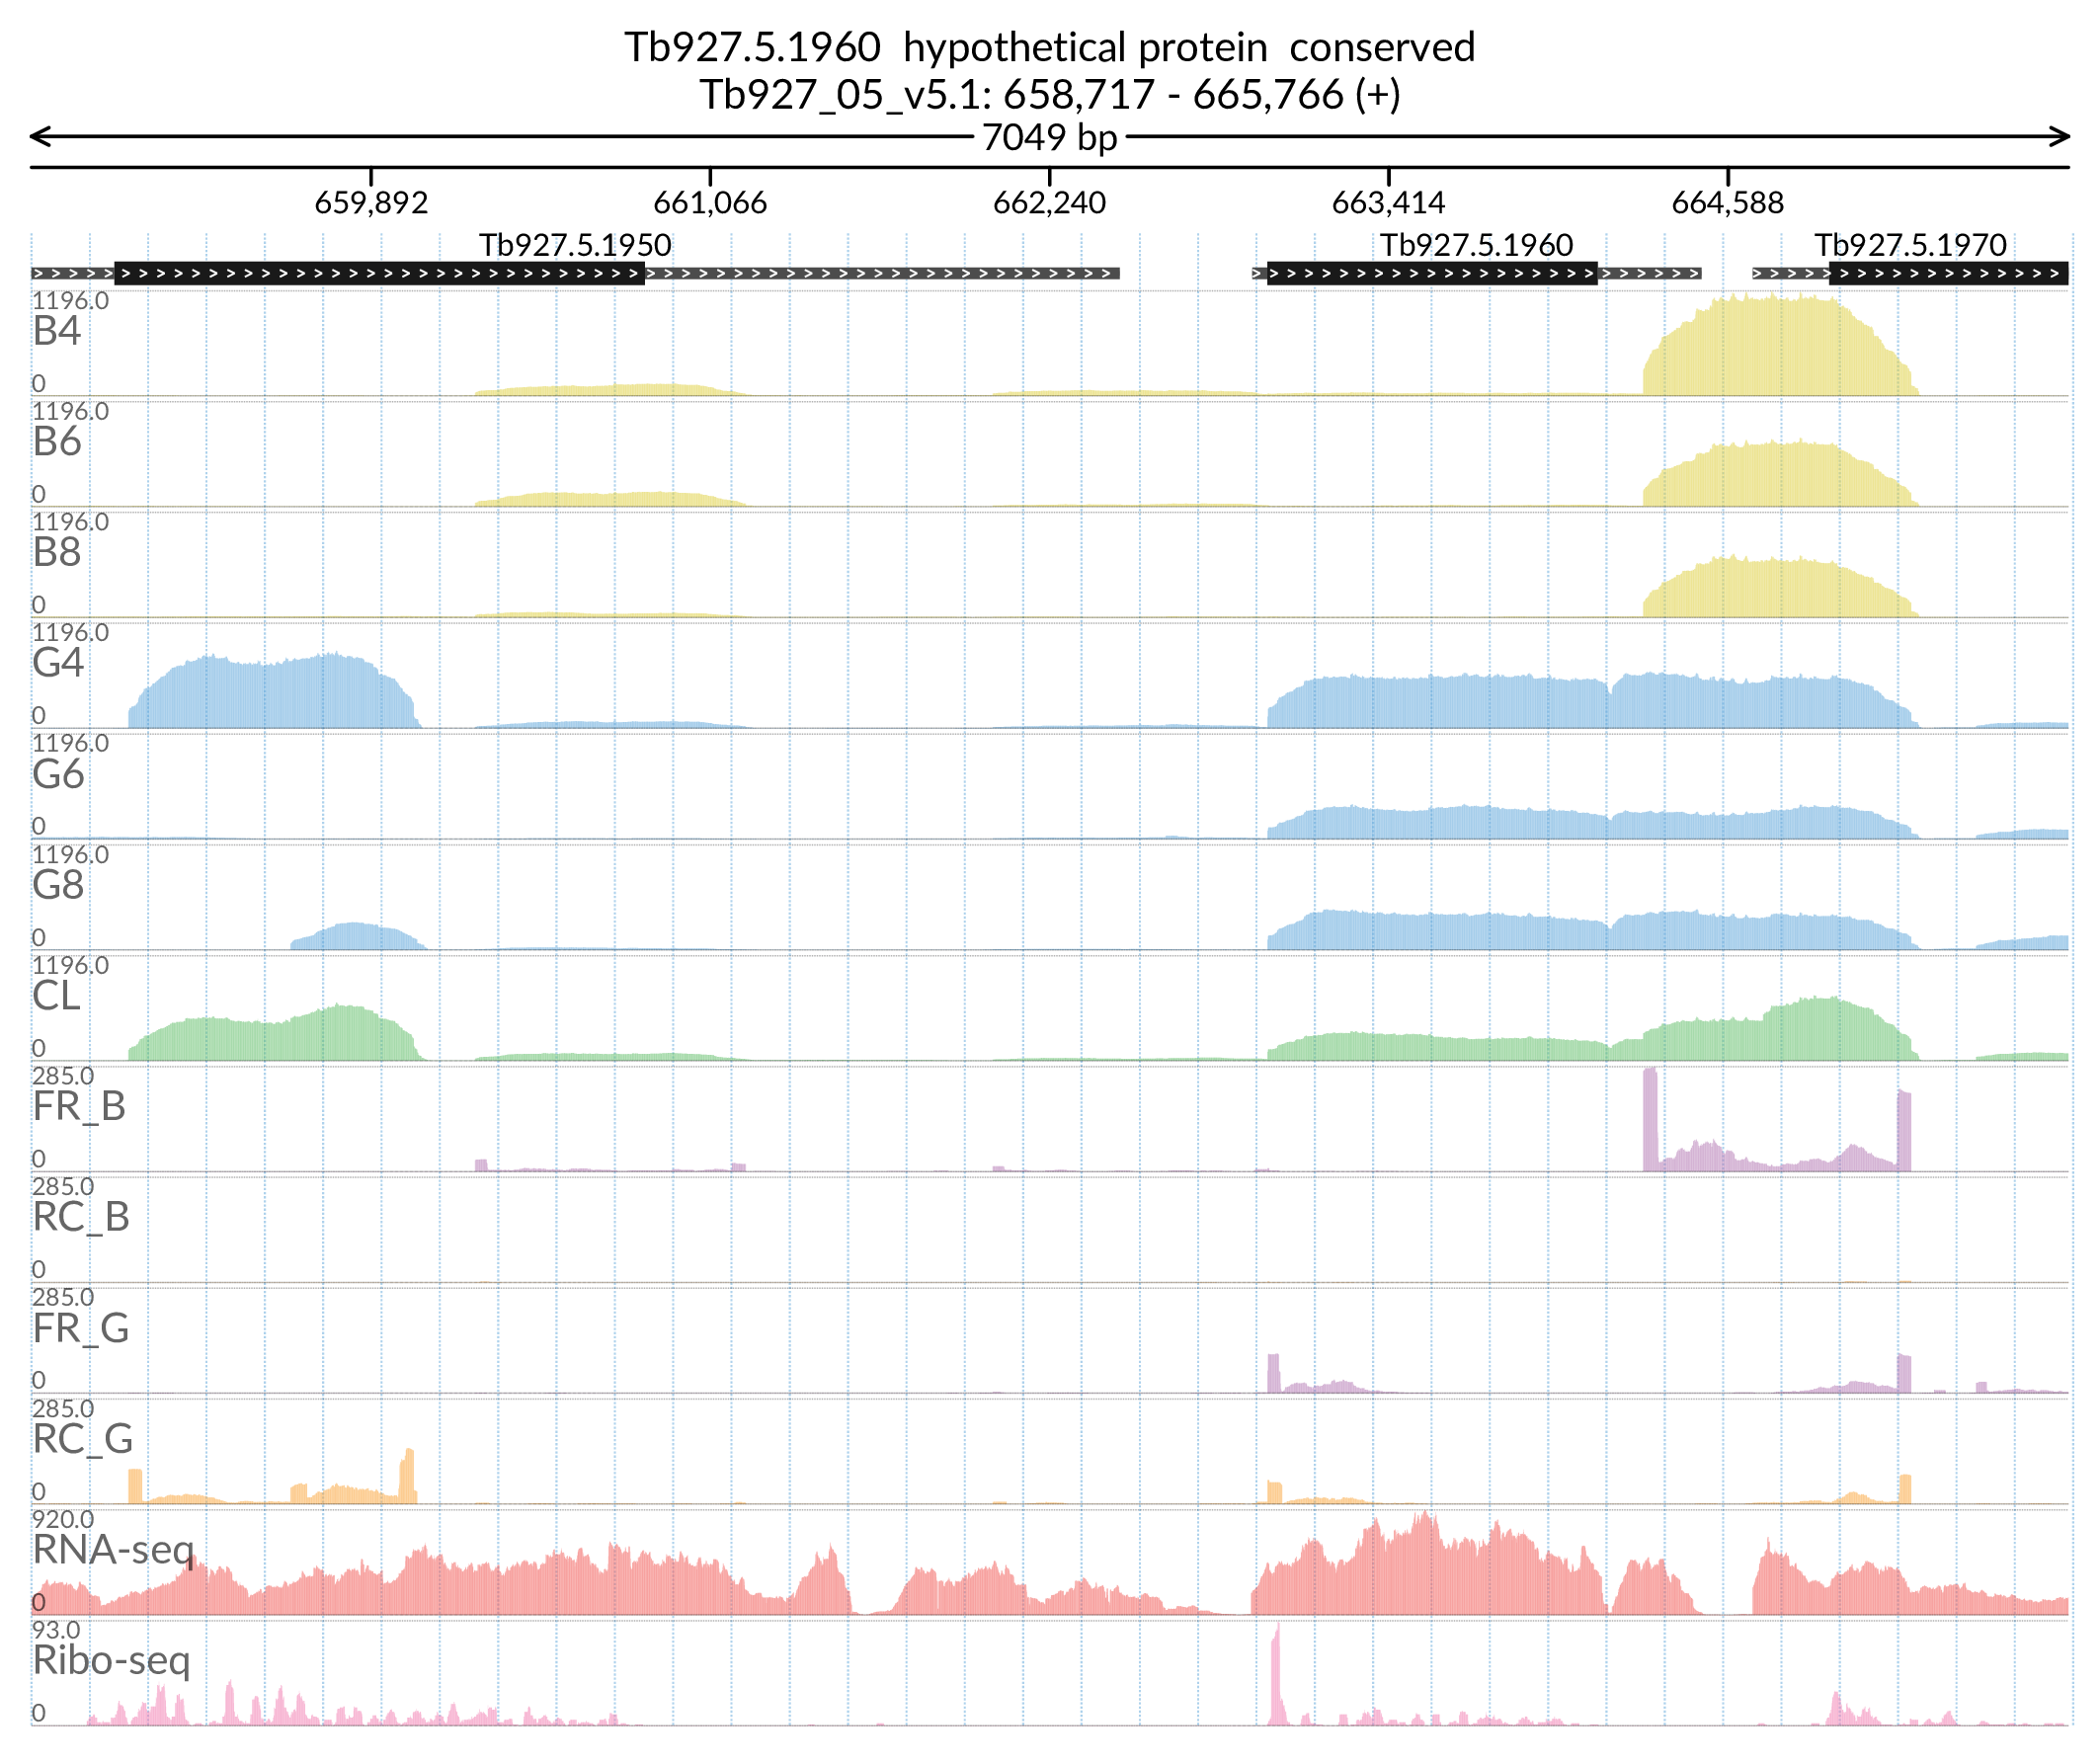 Tb927.5.1960  hypothetical protein  conserved
Tb927_05_v5.1: 658,717 - 665,766 (+)
7049 bp
659,892 661,066 662,240 663,414 664,588
Tb927.5.1950 Tb927.5.1960 Tb927.5.1970
1196.0
B4
0
1196.0
B6
0
1196.0
B8
0
1196.0
G4
0
1196.0
G6
0
1196.0
G8
0
1196.0
CL
0
285.0
FR_B
0
285.0
RC_B
0
285.0
FR_G
0
285.0
RC_G
0
920.0
RNA-seq
0
93.0
Ribo-seq
0